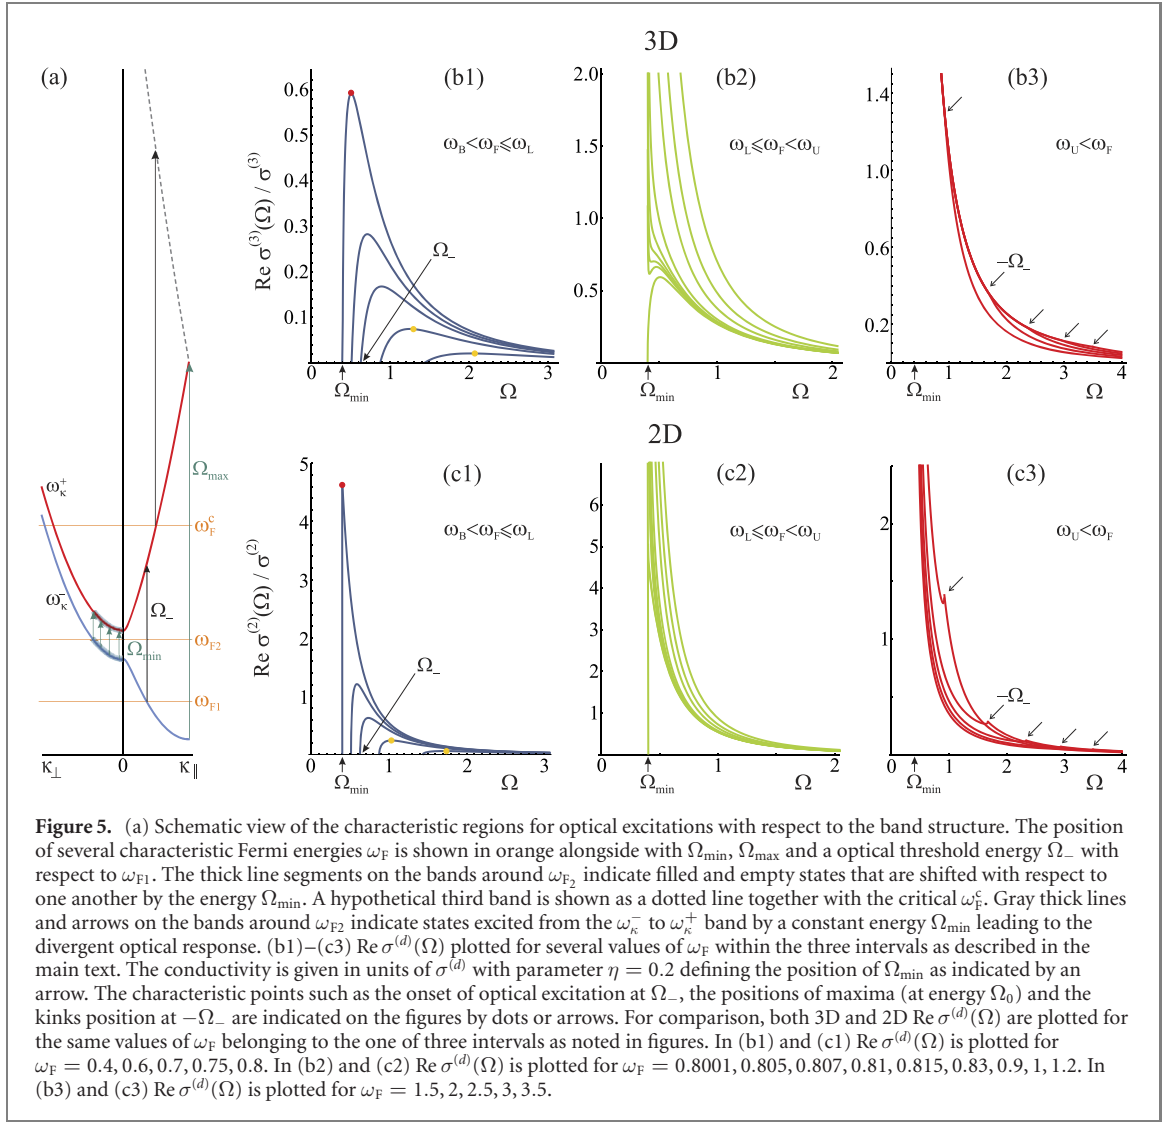 3D
(a)
(b1)
(b2)
(b3)
Re σ(3)(Ω) / σ(3)
0.6
0.5
0.4
0.3
0.2
0.1
ωB<ωF⩽ωL
Ω−
0 1 2 3
Ωmin
Ω
2.0
1.5
1.0
0.5
ωL⩽ωF<ωU
0 1 2
Ωmin
Ω
1.4
1.0
0.6
0.2
ωU<ωF
−Ω−
0 1 2 3 4
Ωmin
Ω
2D
Ωmax
ωκ+
ωFc
ωκ−
Ω−
Ωmin
ωF2
ωF1
κ⊥ 0 κ∥
(c1)
(c2)
(c3)
Re σ(2)(Ω) / σ(2)
5
4
3
2
1
ωB<ωF⩽ωL
Ω−
0 1 2 3
Ωmin
Ω
6
5
4
3
2
1
ωL⩽ωF<ωU
0 1 2
Ωmin
Ω
2
1
ωU<ωF
−Ω−
0 1 2 3 4
Ωmin
Ω
Figure 5. (a) Schematic view of the characteristic regions for optical excitations with respect to the band structure. The position
of several characteristic Fermi energies ωF is shown in orange alongside with Ωmin, Ωmax and a optical threshold energy Ω− with
respect to ωF1. The thick line segments on the bands around ωF2 indicate filled and empty states that are shifted with respect to
one another by the energy Ωmin. A hypothetical third band is shown as a dotted line together with the critical ωFc. Gray thick lines
and arrows on the bands around ωF2 indicate states excited from the ωκ− to ωκ+ band by a constant energy Ωmin leading to the
divergent optical response. (b1)–(c3) Re σ(d)(Ω) plotted for several values of ωF within the three intervals as described in the
main text. The conductivity is given in units of σ(d) with parameter η = 0.2 defining the position of Ωmin as indicated by an
arrow. The characteristic points such as the onset of optical excitation at Ω−, the positions of maxima (at energy Ω0) and the
kinks position at −Ω− are indicated on the figures by dots or arrows. For comparison, both 3D and 2D Re σ(d)(Ω) are plotted for
the same values of ωF belonging to the one of three intervals as noted in figures. In (b1) and (c1) Re σ(d)(Ω) is plotted for
ωF = 0.4, 0.6, 0.7, 0.75, 0.8. In (b2) and (c2) Re σ(d)(Ω) is plotted for ωF = 0.8001, 0.805, 0.807, 0.81, 0.815, 0.83, 0.9, 1, 1.2. In
(b3) and (c3) Re σ(d)(Ω) is plotted for ωF = 1.5, 2, 2.5, 3, 3.5.